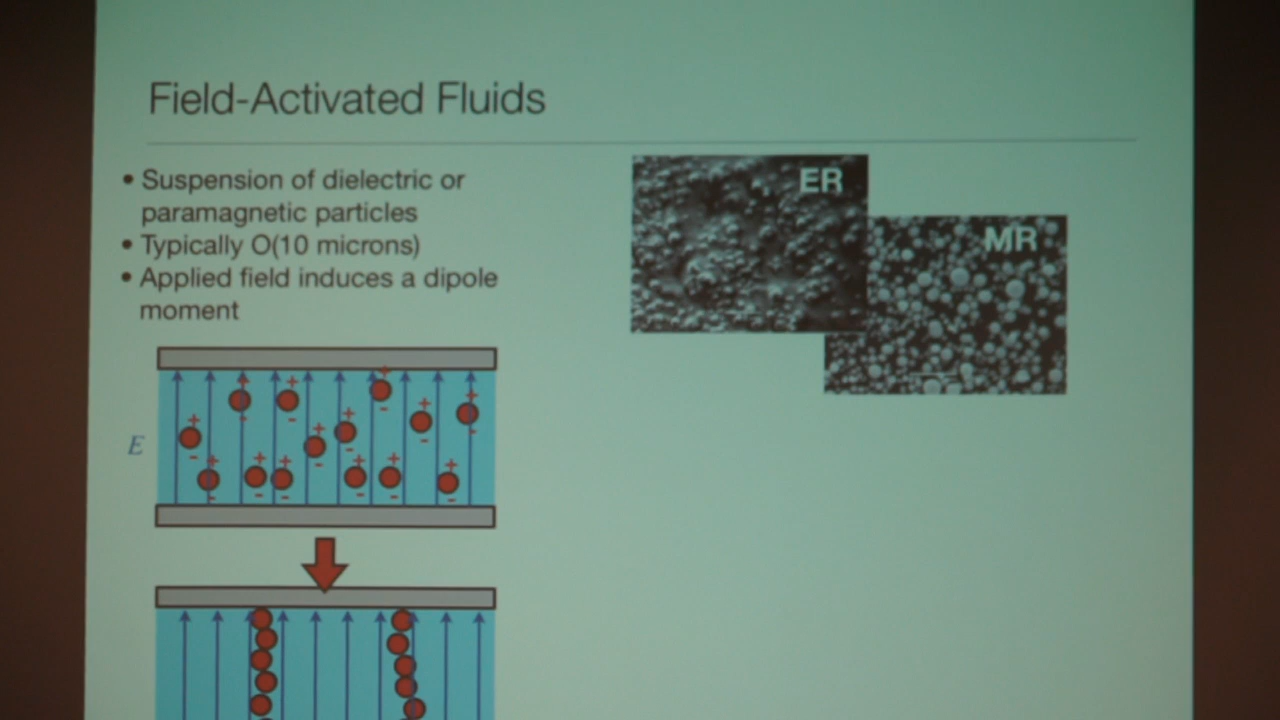 Field-Activated Fluids
• Suspension of dielectric or
paramagnetic particles
• Typically O(10 microns)
• Applied field induces a dipole
moment
ER
MR
E